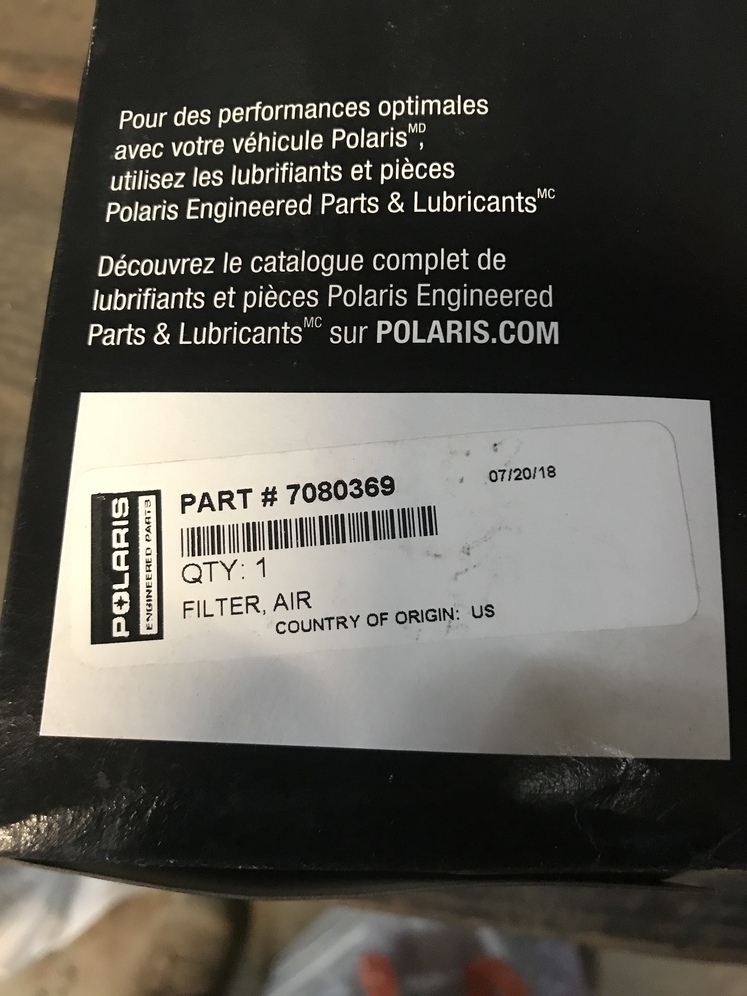 Pour des performances optimales
avec votre véhicule Polaris MD,
utilisez les lubrifiants et pièces
Polaris Engineered Parts & Lubricants MC
Découvrez le catalogue complet de
lubrifiants et pièces Polaris Engineered
Parts & Lubricants MC sur POLARIS.COM
POLARIS
ENGINEERED PARTS
PART # 7080369
07/20/18
QTY: 1
FILTER, AIR
COUNTRY OF ORIGIN: US